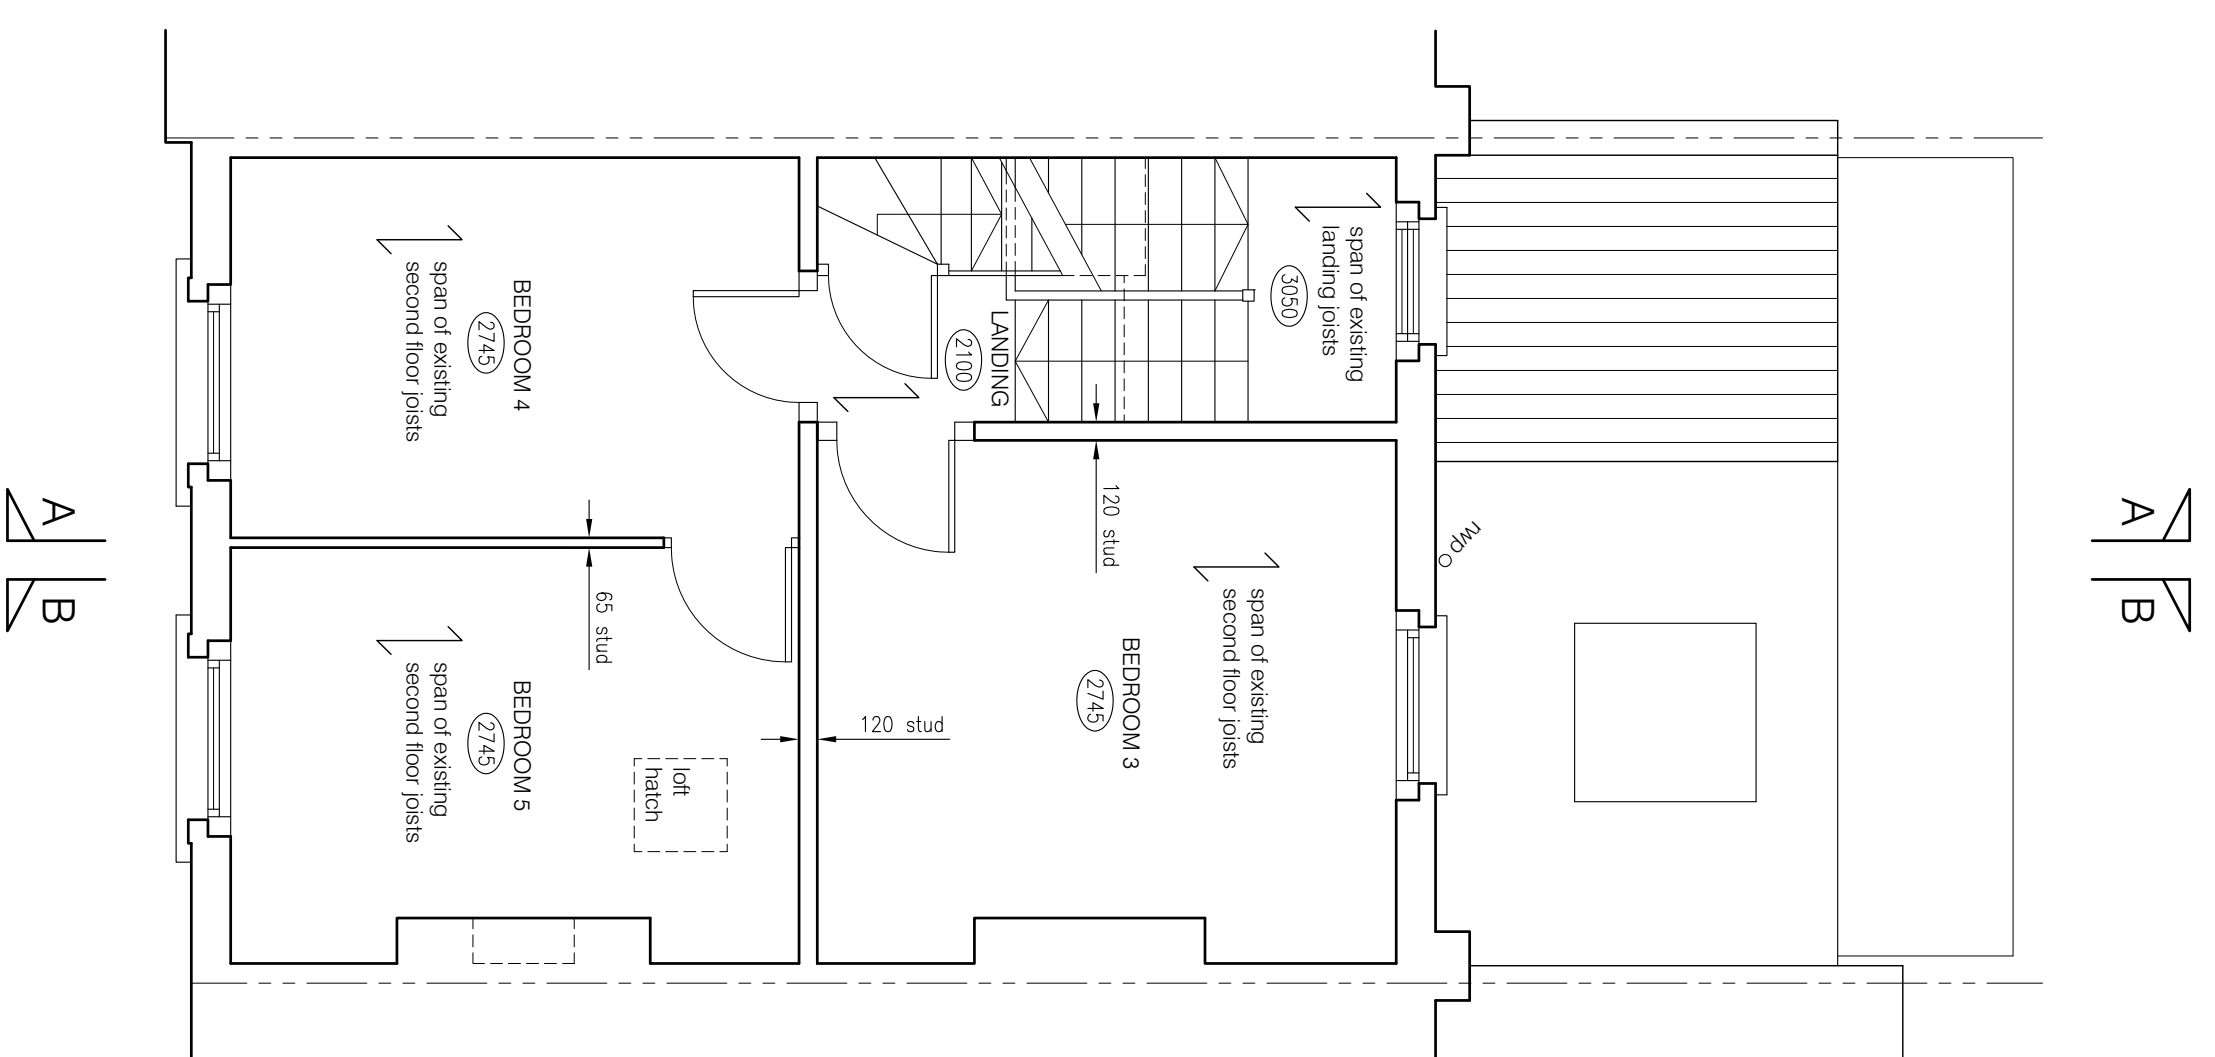 span of existing
landing joists
3050
LANDING
2100
BEDROOM 4
2745
span of existing
second floor joists
120 stud
span of existing
second floor joists
BEDROOM 3
2745
120 stud
65 stud
BEDROOM 5
2745
span of existing
second floor joists
loft
hatch
rwp
A
B
A
B